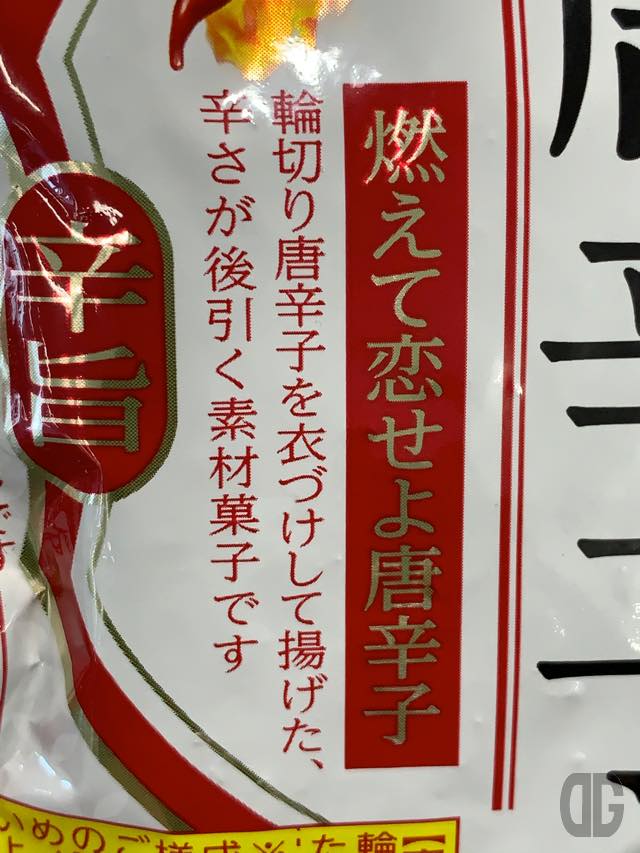 燃えて恋せよ唐辛子
輪切り唐辛子を衣づけして揚げた、
辛さが後引く素材菓子です
辛旨
DG